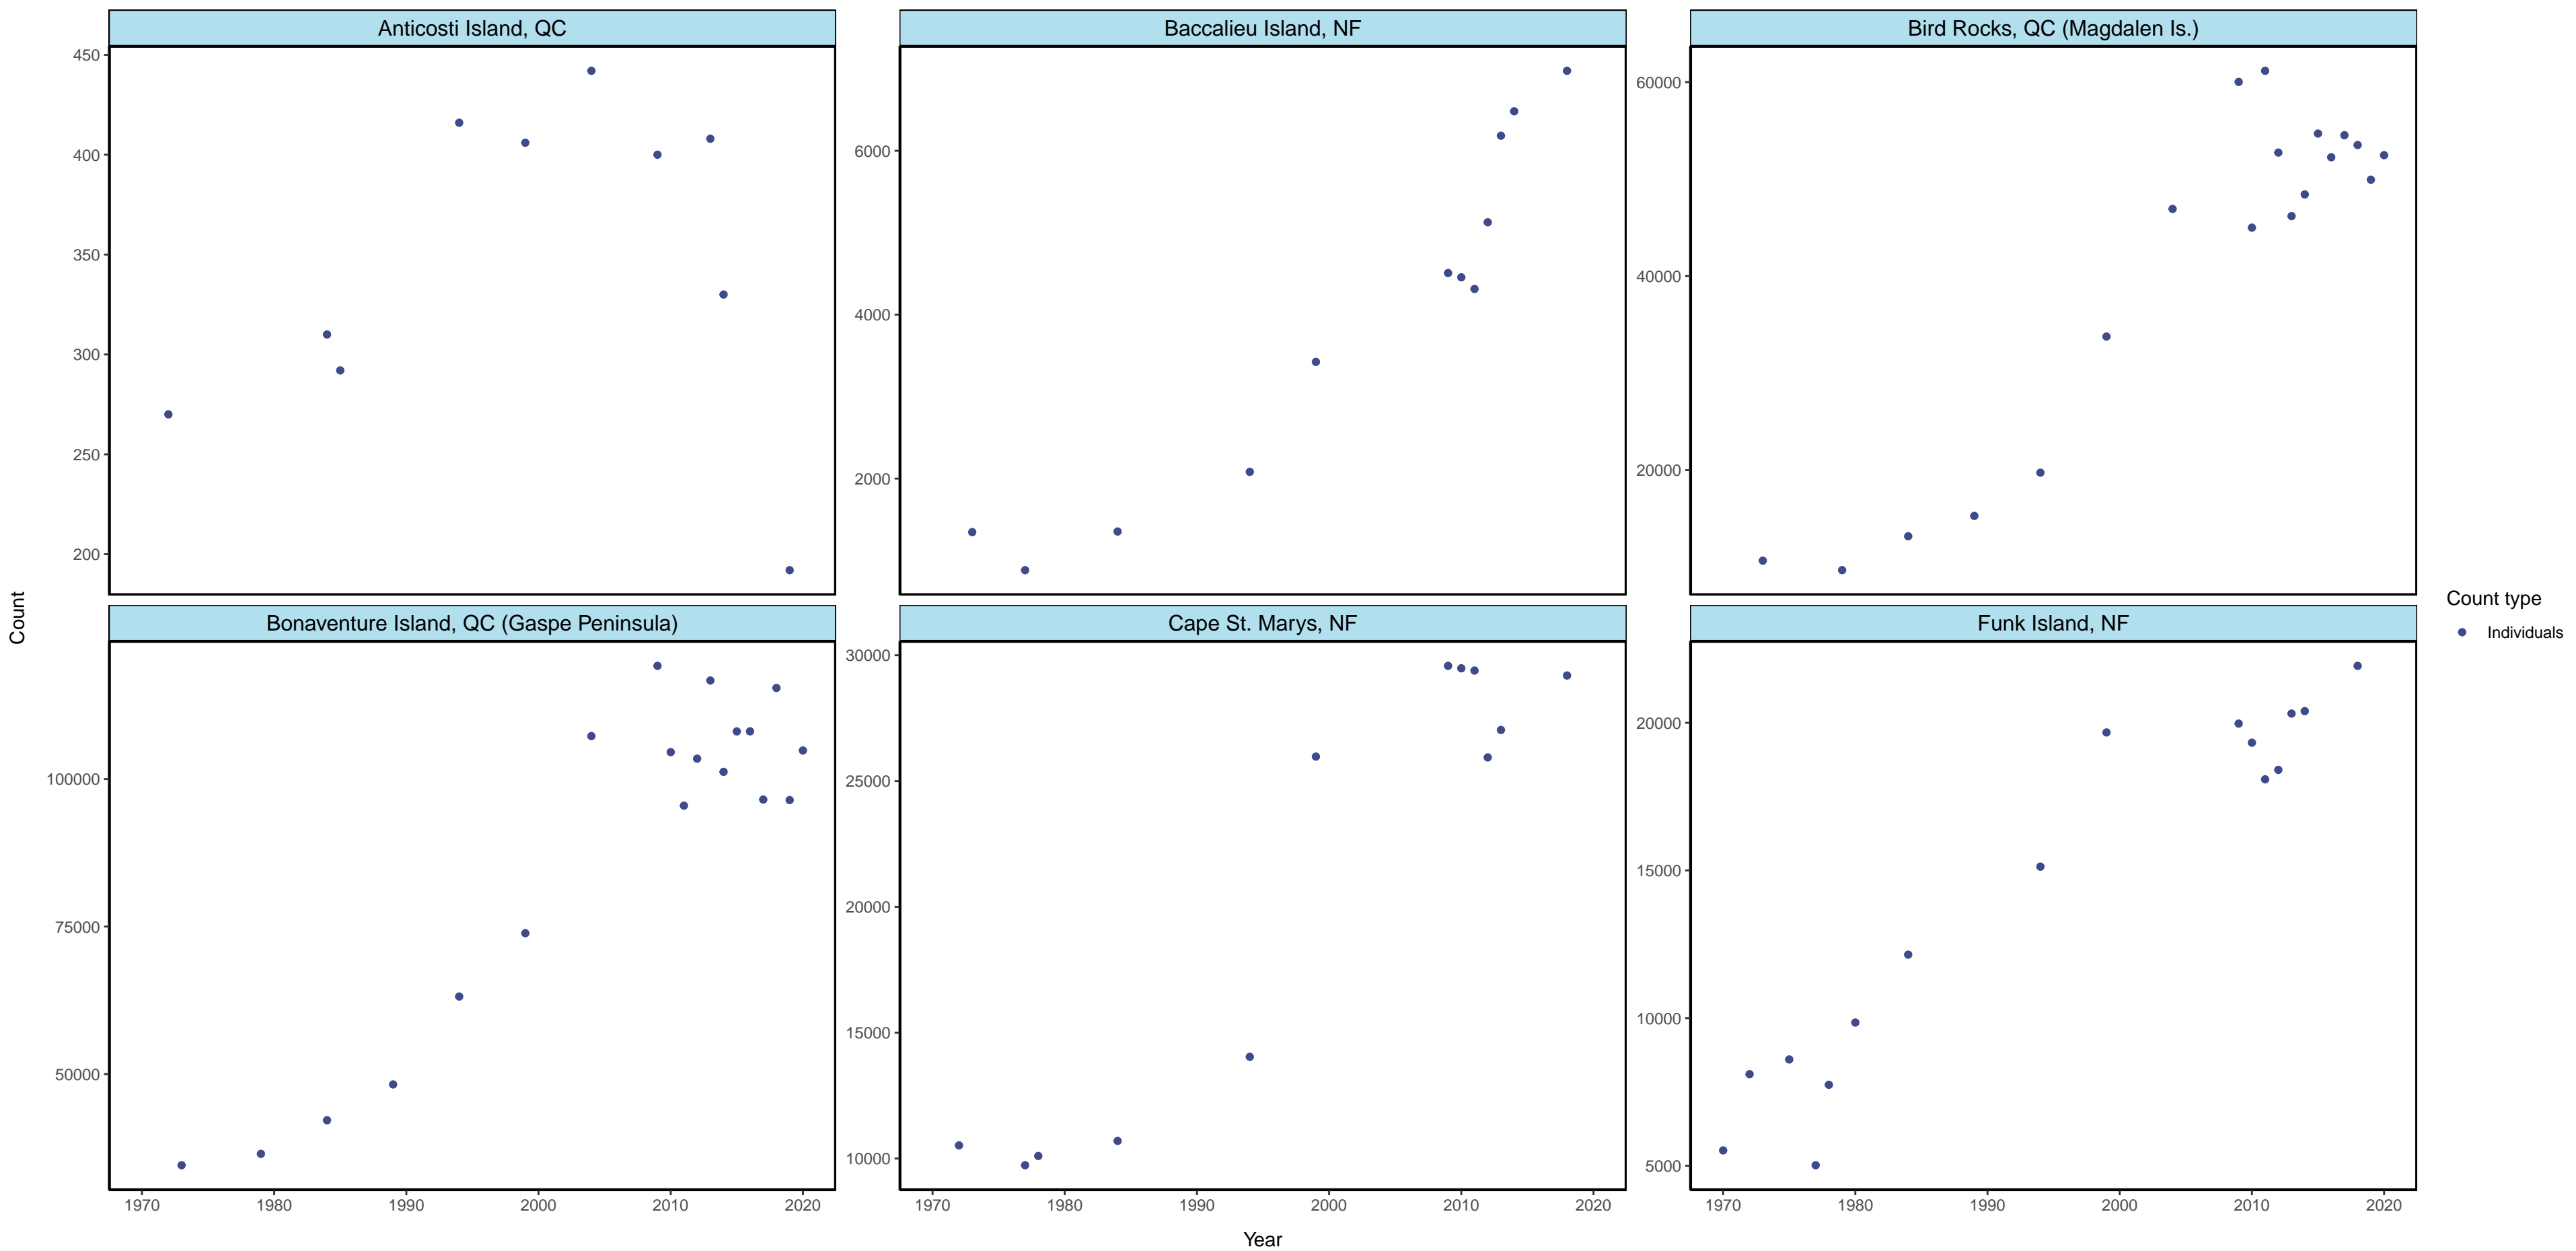 Anticosti Island, QC
Baccalieu Island, NF
Bird Rocks, QC (Magdalen Is.)
450
400
350
300
250
200
6000
4000
2000
60000
40000
20000
Count
Bonaventure Island, QC (Gaspe Peninsula)
Cape St. Marys, NF
Funk Island, NF
100000
75000
50000
30000
25000
20000
15000
10000
20000
15000
10000
5000
1970 1980 1990 2000 2010 2020
1970 1980 1990 2000 2010 2020
1970 1980 1990 2000 2010 2020
Year
Count type
Individuals